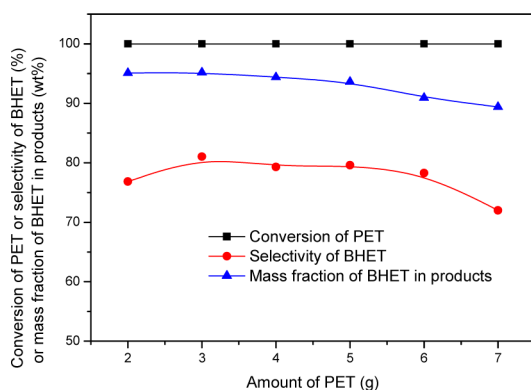 Conversion of PET or selectivity of BHET (%)
or mass fraction of BHET in products (wt%)
100
90
80
70
60
50
Conversion of PET
Selectivity of BHET
Mass fraction of BHET in products
2 3 4 5 6 7
Amount of PET (g)